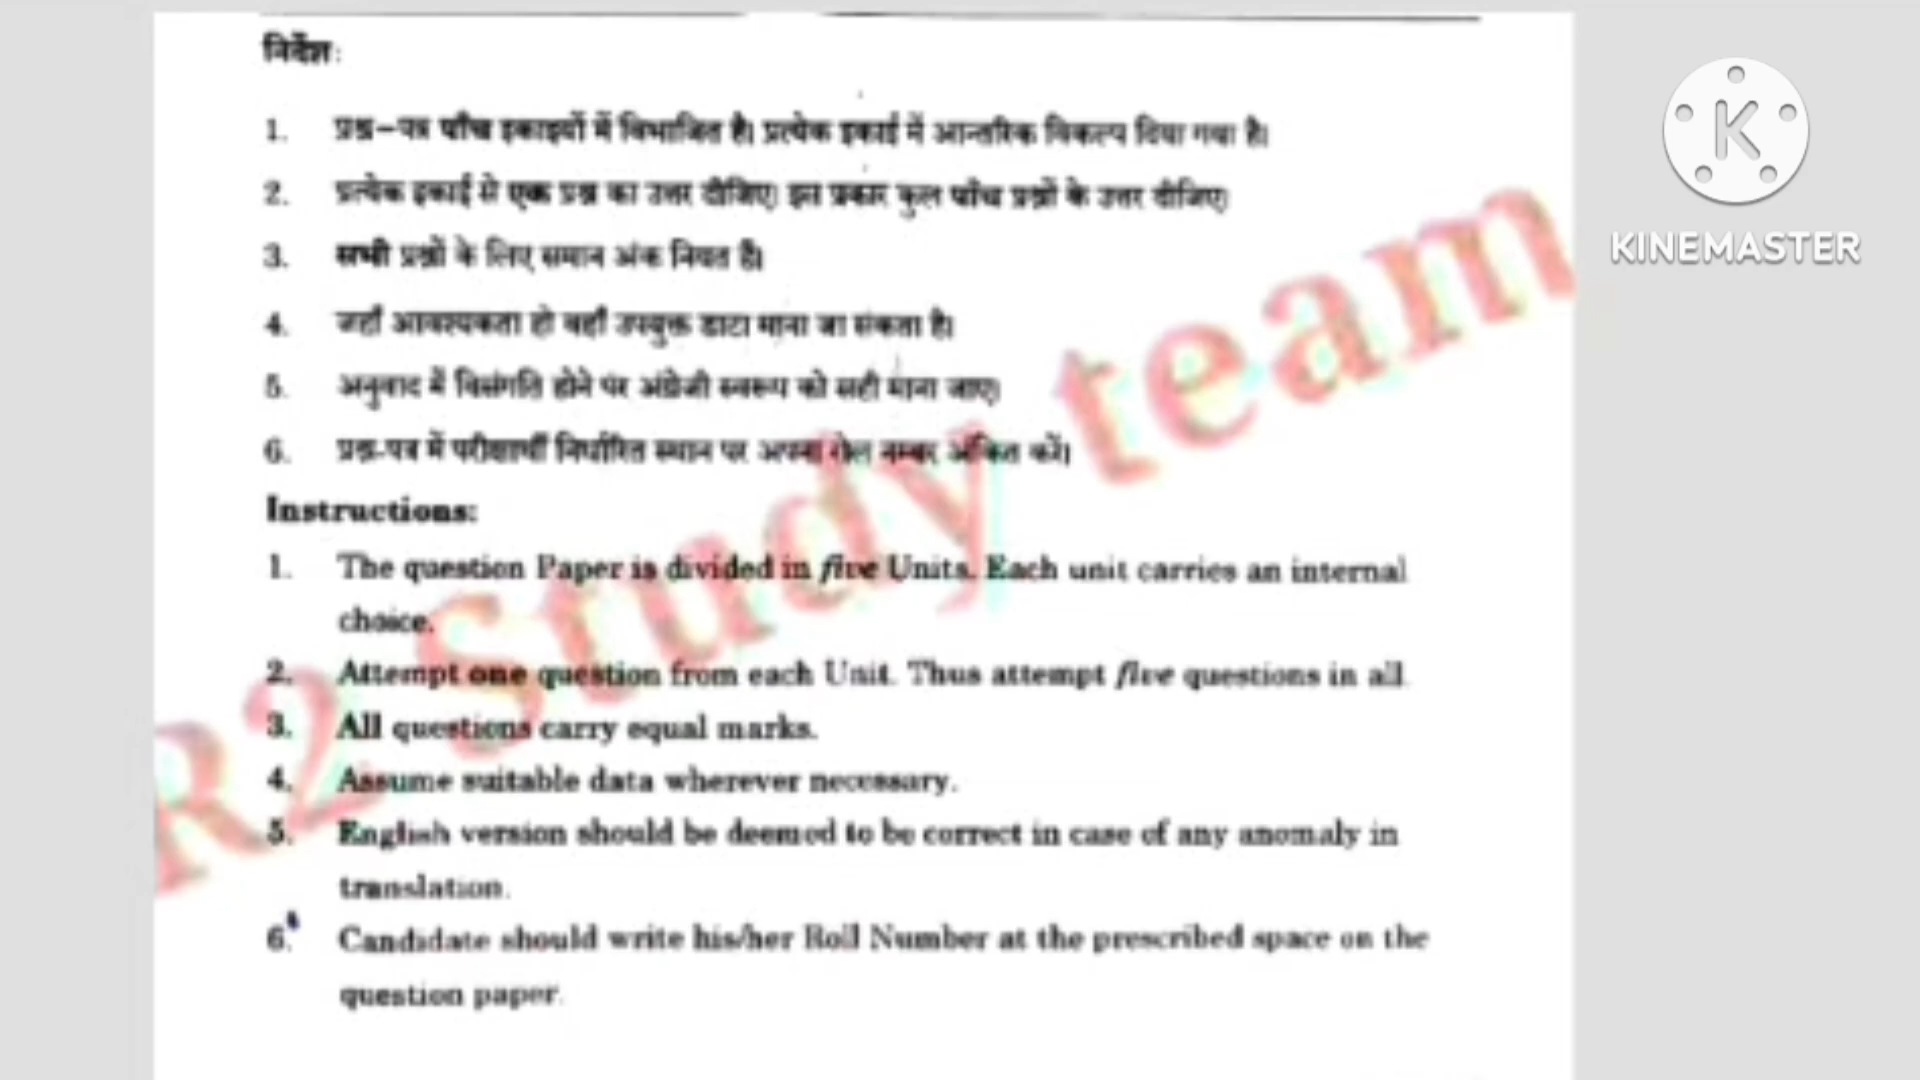 निर्देश:
1. प्रश्न-पत्र पाँच इकाइयों में विभाजित है। प्रत्येक इकाई में आन्तरिक विकल्प दिया गया है।
2. प्रत्येक इकाई से एक प्रश्न का उत्तर दीजिए। इस प्रकार कुल पाँच प्रश्नों के उत्तर दीजिए।
3. सभी प्रश्नों के लिए समान अंक नियत है।
4. जहाँ आवश्यकता हो वहाँ उपयुक्त डाटा माना जा सकता है।
5. अनुवाद में विसंगति होने पर अंग्रेजी स्वरूप को सही माना जाए।
6. प्रश्न-पत्र में परीक्षार्थी निर्धारित स्थान पर अपना रोल नम्बर अंकित करें।
Instructions:
1. The question Paper is divided in five Units. Each unit carries an internal
choice.
2. Attempt one question from each Unit. Thus attempt five questions in all.
3. All questions carry equal marks.
4. Assume suitable data wherever necessary.
5. English version should be deemed to be correct in case of any anomaly in
translation.
6. Candidate should write his/her Roll Number at the prescribed space on the
question paper.
R2 Study team
KINEMASTER